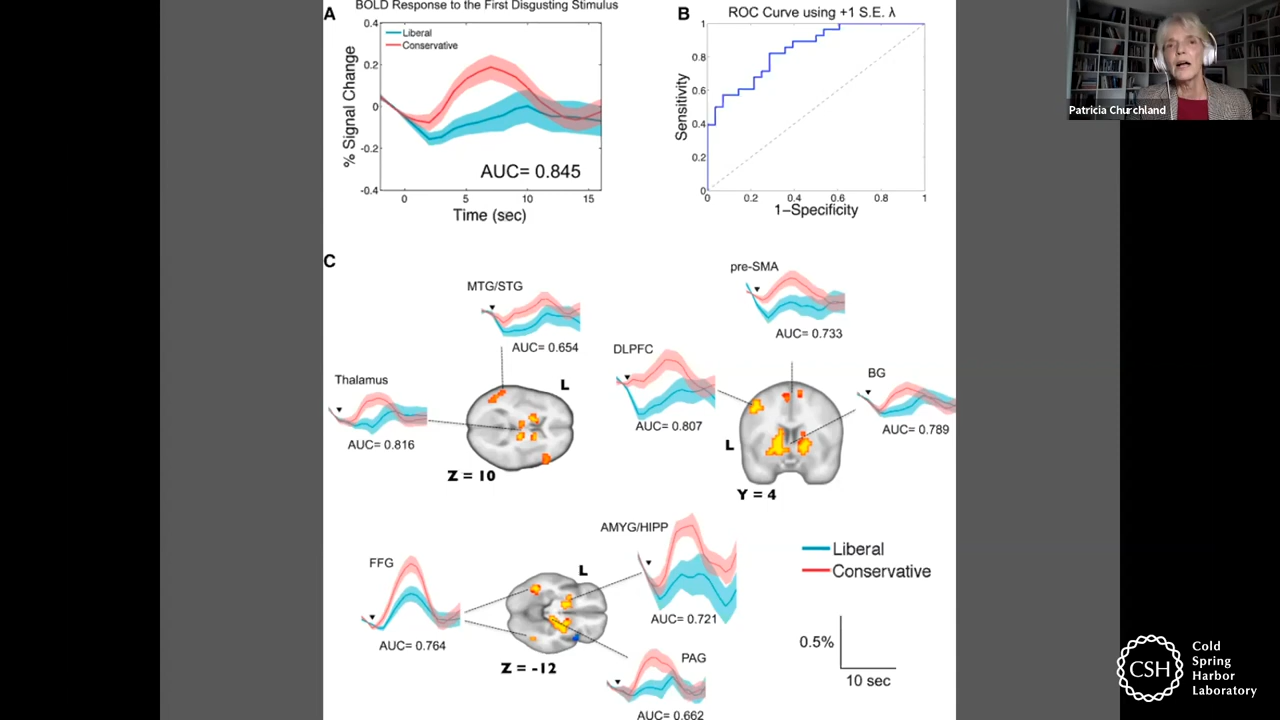 A
BOLD Response to the First Disgusting Stimulus
0.4
0.2
0
-0.2
-0.4
% Signal Change
Liberal
Conservative
AUC= 0.845
0
5
10
15
Time (sec)
B
ROC Curve using +1 S.E. λ
1
0.8
0.6
0.4
0.2
0
Sensitivity
0
0.2
0.4
0.6
0.8
1
1-Specificity
Patricia Churchland
C
MTG/STG
AUC= 0.654
pre-SMA
AUC= 0.733
DLPFC
AUC= 0.807
BG
AUC= 0.789
Thalamus
AUC= 0.816
L
Z = 10
L
Y = 4
AMYG/HIPP
AUC= 0.721
FFG
AUC= 0.764
L
Z = -12
PAG
AUC= 0.662
Liberal
Conservative
0.5%
10 sec
CSH
Cold
Spring
Harbor
Laboratory